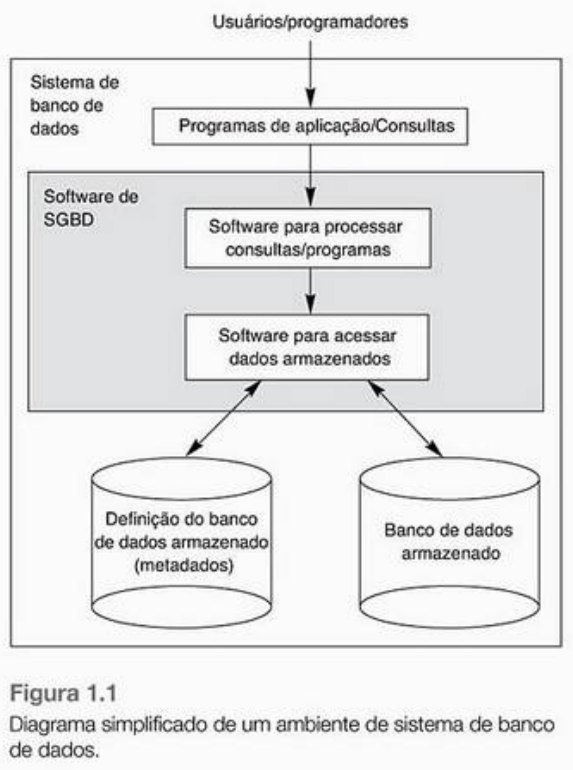 Usuários/programadores
Sistema de
banco de
dados
Programas de aplicação/Consultas
Software de
SGBD
Software para processar
consultas/programas
Software para acessar
dados armazenados
Definição do banco
de dados armazenado
(metadados)
Banco de dados
armazenado
Figura 1.1
Diagrama simplificado de um ambiente de sistema de banco
de dados.